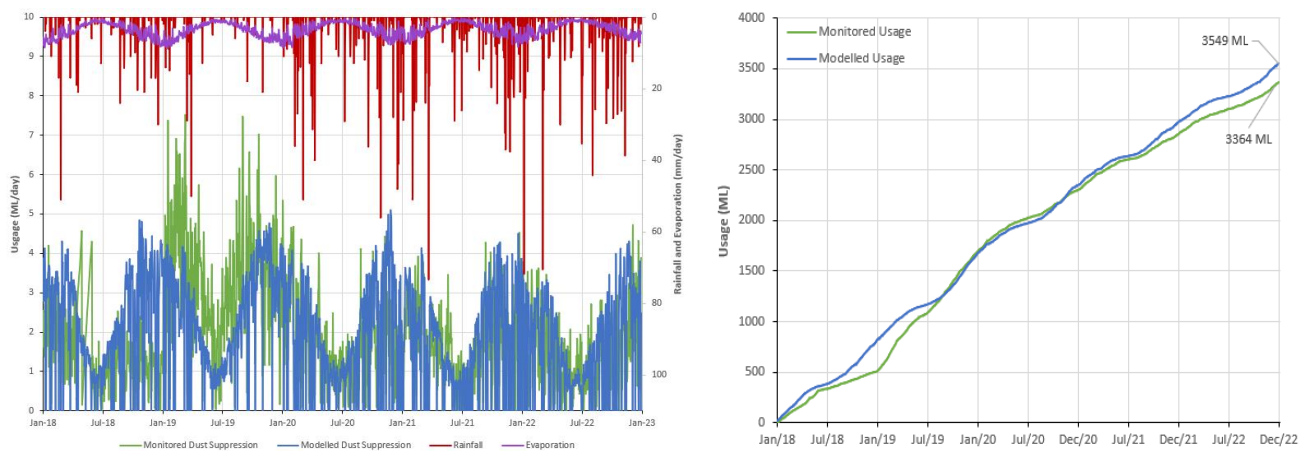 10
9
8
7
6
5
4
3
2
1
0
Usgage (ML/day)
0
20
40
60
80
100
Rainfall and Evaporation (mm/day)
Jan-18 Jul-18 Jan-19 Jul-19 Jan-20 Jul-20 Jan-21 Jul-21 Jan-22 Jul-22 Jan-23
Monitored Dust Suppression Modelled Dust Suppression Rainfall Evaporation
4000
3500
3000
2500
2000
1500
1000
500
0
Usage (ML)
Monitored Usage
Modelled Usage
3549 ML
3364 ML
Jan/18 Jul/18 Jan/19 Jul/19 Jan/20 Jul/20 Dec/20 Jul/21 Dec/21 Jul/22 Dec/22